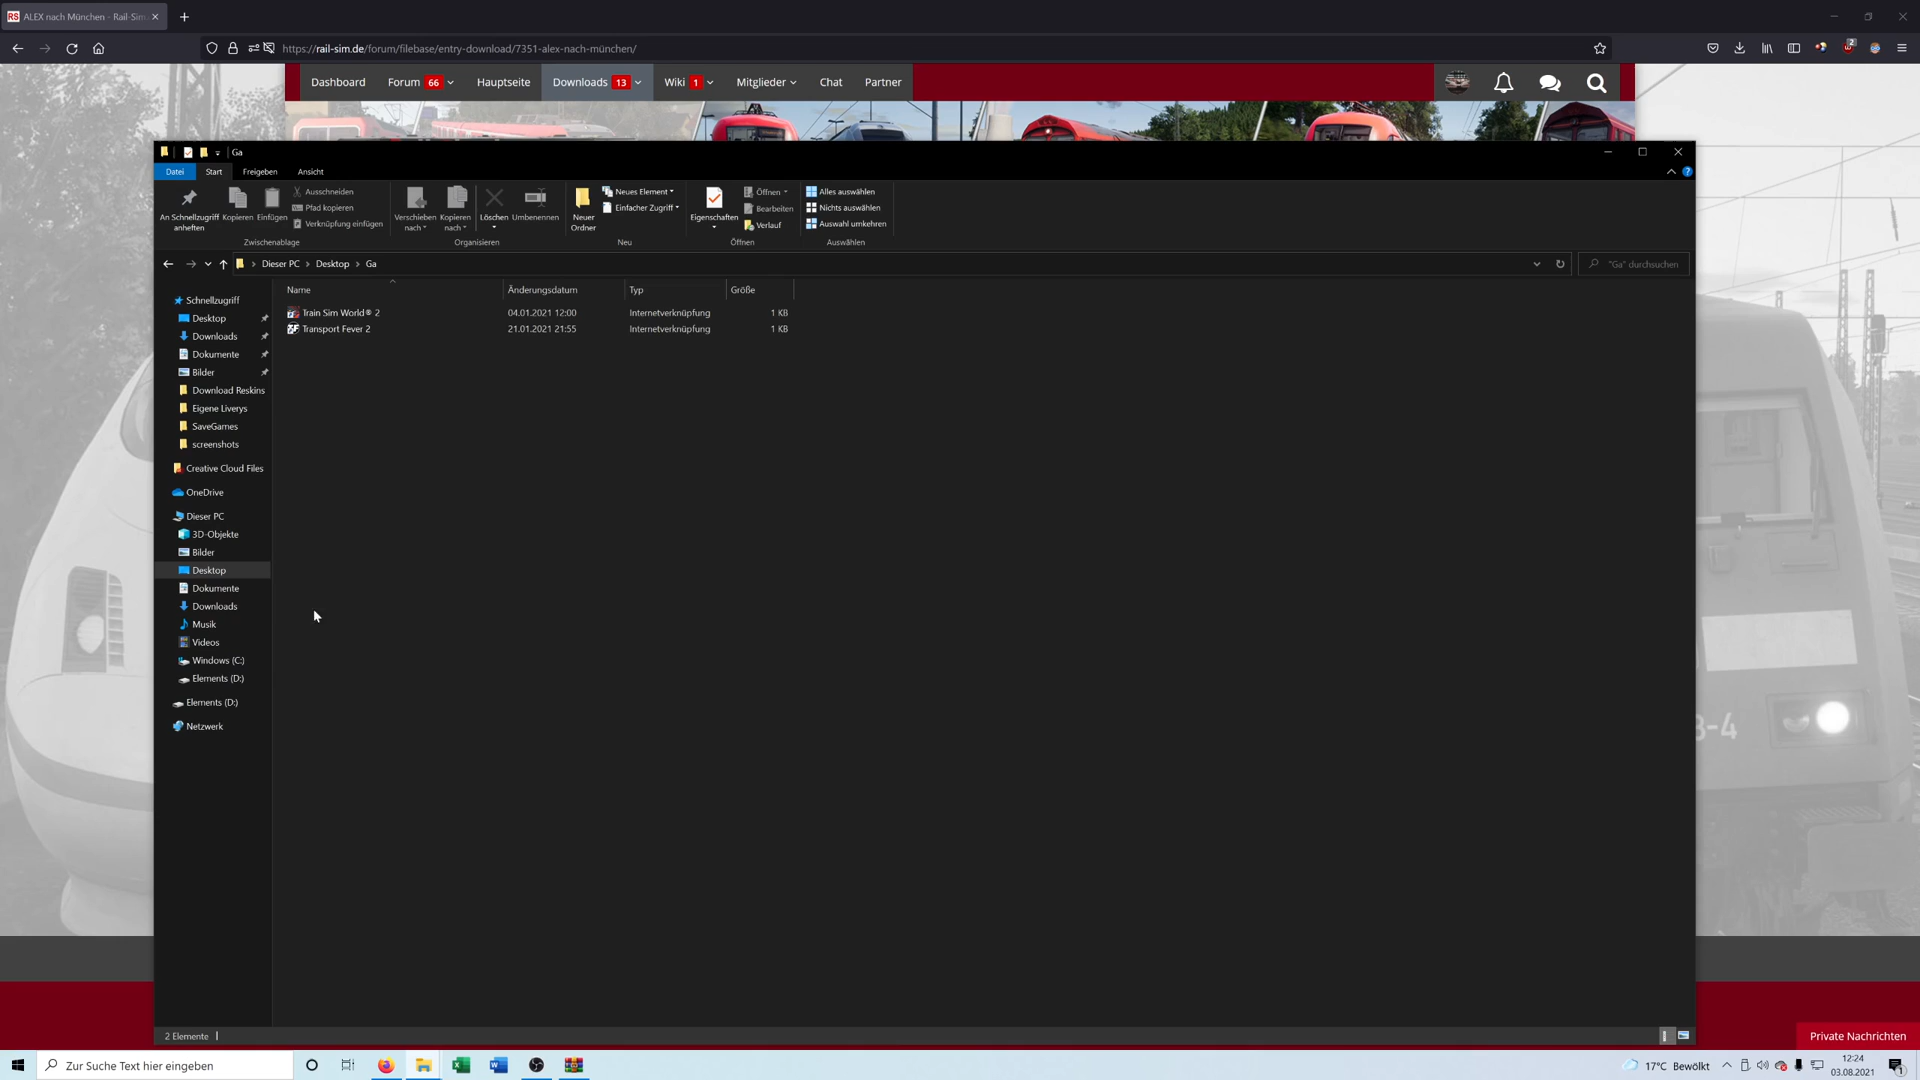 ALEX nach München - Rail-Sim
https://rail-sim.de/forum/filebase/entry-download/7351-alex-nach-münchen/
2
Dashboard
Forum 66
Hauptseite
Downloads 13
Wiki 1
Mitglieder
Chat
Partner
Ga
Datei
Start
Freigeben
Ansicht
An Schnellzugriff
anheften
Kopieren
Einfügen
Ausschneiden
Pfad kopieren
Verknüpfung einfügen
Zwischenablage
Verschieben
nach
Kopieren
nach
Löschen
Umbenennen
Organisieren
Neuer
Ordner
Neues Element
Einfacher Zugriff
Neu
Eigenschaften
Öffnen
Bearbeiten
Verlauf
Öffnen
Alles auswählen
Nichts auswählen
Auswahl umkehren
Auswählen
Dieser PC > Desktop > Ga
"Ga" durchsuchen
Name Änderungsdatum Typ Größe
Train Sim World® 2 04.01.2021 12:00 Internetverknüpfung 1 KB
Transport Fever 2 21.01.2021 21:55 Internetverknüpfung 1 KB
Schnellzugriff
Desktop
Downloads
Dokumente
Bilder
Download Reskins
Eigene Liverys
SaveGames
screenshots
Creative Cloud Files
OneDrive
Dieser PC
3D-Objekte
Bilder
Desktop
Dokumente
Downloads
Musik
Videos
Windows (C:)
Elements (D:)
Elements (D:)
Netzwerk
3-4
2 Elemente
Private Nachrichten
Zur Suche Text hier eingeben
17°C Bewölkt
12:24
03.08.2021
1